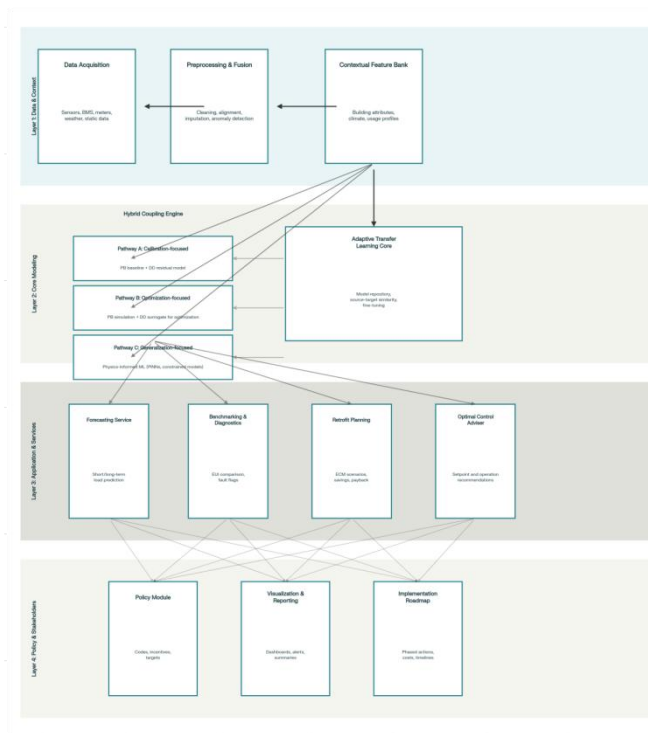 Layer 1: Data & Context
Data Acquisition
Sensors, BMS, meters,
weather, static data
Preprocessing & Fusion
Cleaning, alignment,
imputation, anomaly detection
Contextual Feature Bank
Building attributes,
climate, usage profiles
Layer 2: Core Modeling
Hybrid Coupling Engine
Pathway A: Calibration-focused
PB baseline + DD residual model
Pathway B: Optimization-focused
PB simulation + DD surrogate for optimization
Pathway C: Generalization-focused
Physics-informed ML (PINNs, constrained models)
Adaptive Transfer
Learning Core
Model repository,
source-target similarity,
fine-tuning
Layer 3: Application & Services
Forecasting Service
Short-/long-term
load prediction
Benchmarking &
Diagnostics
EUI comparison,
fault flags
Retrofit Planning
ECM scenarios,
savings, payback
Optimal Control
Adviser
Setpoint and operation
recommendations
Layer 4: Policy & Stakeholders
Policy Module
Codes, incentives,
targets
Visualization &
Reporting
Dashboards, alerts,
summaries
Implementation
Roadmap
Phased actions,
costs, timelines